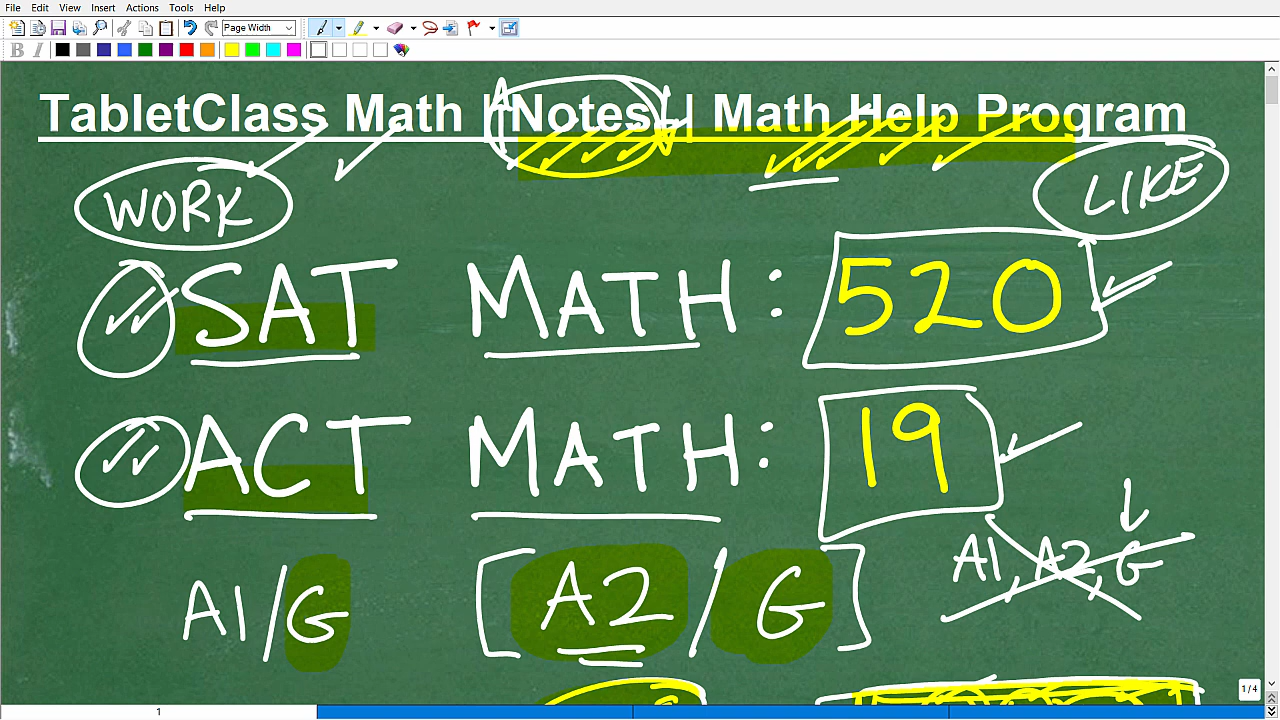 File Edit View Insert Actions Tools Help
Page Width
B I
TabletClass Math | Notes | Math Help Program
WORK
LIKE
SAT MATH: 520
ACT MATH: 19
A1, A2, G
A1/G [A2/G]
1/4
1